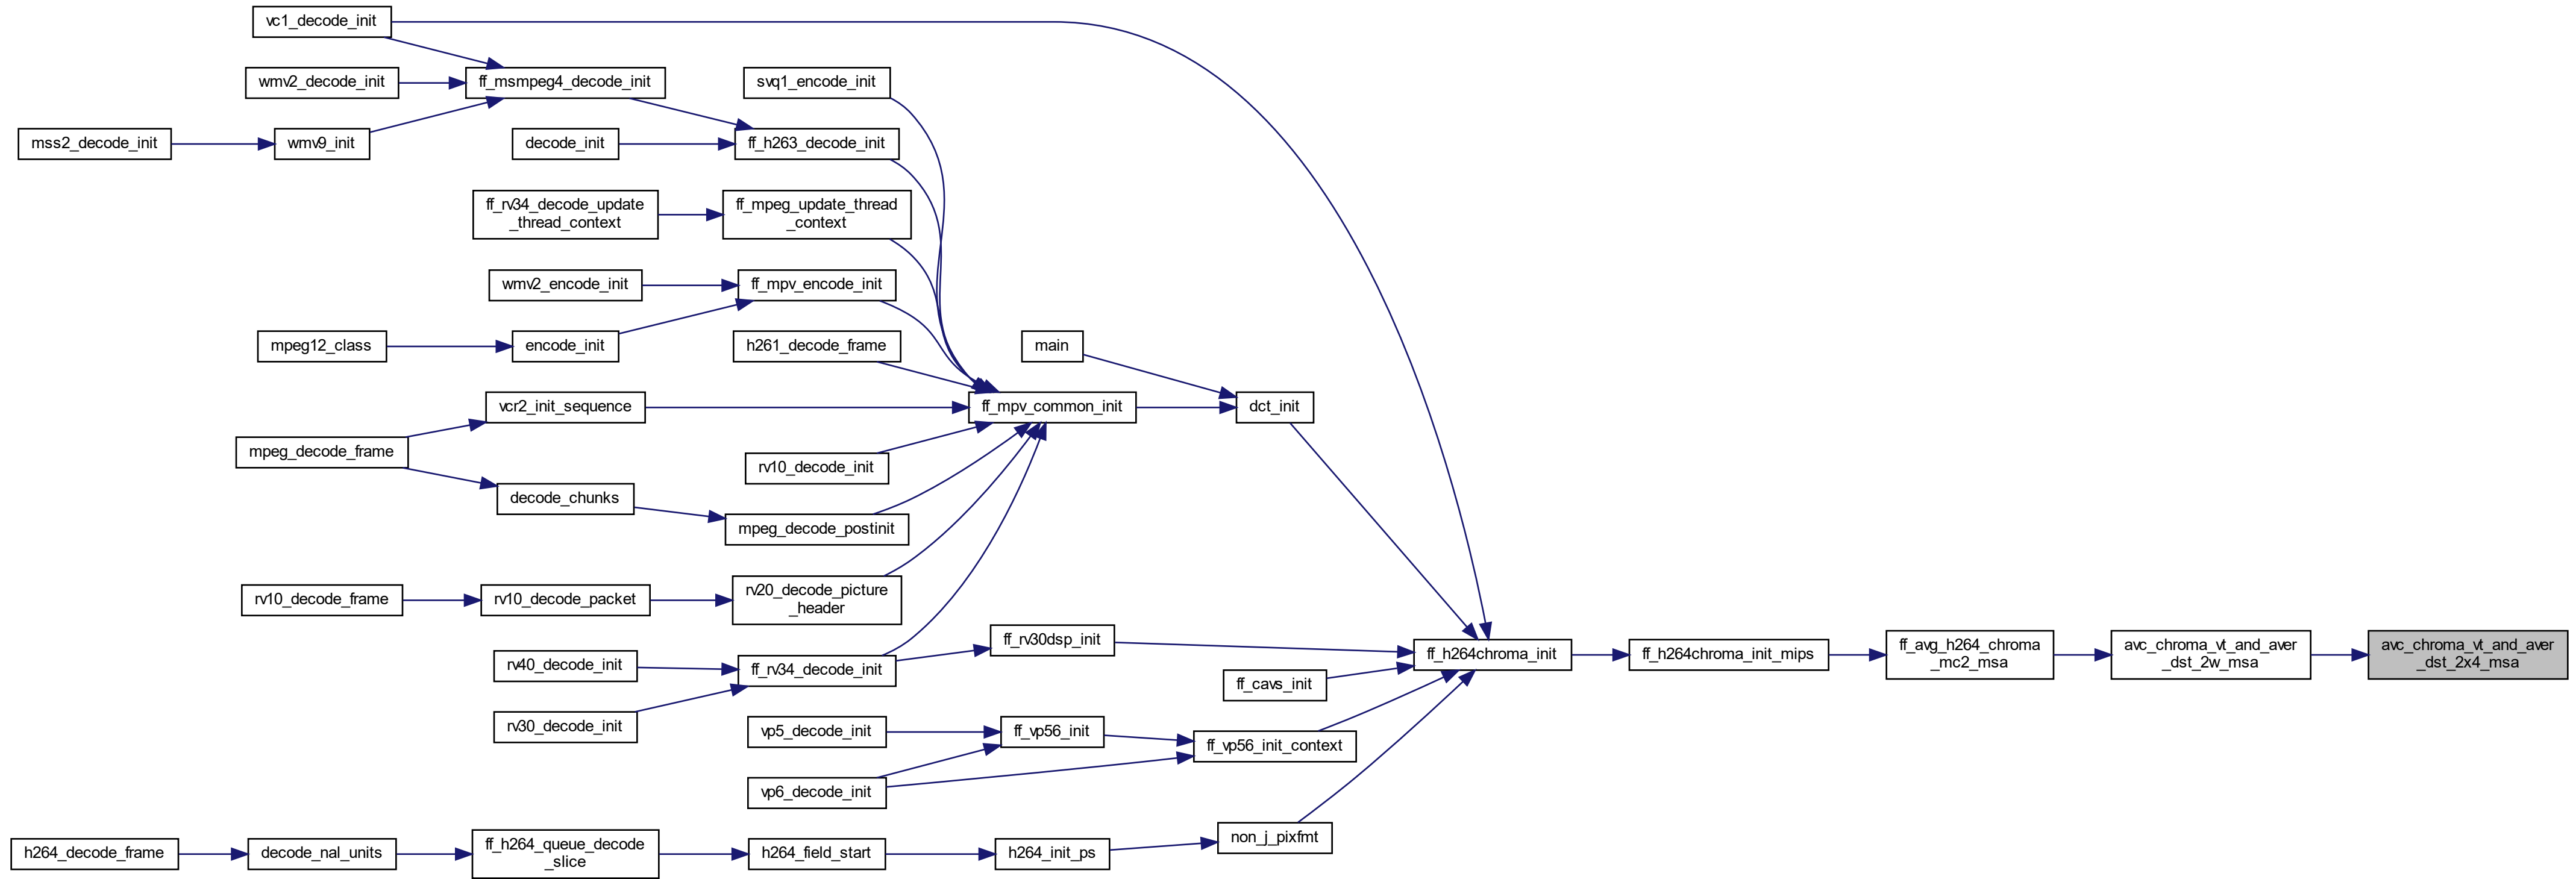 vc1_decode_init
wmv2_decode_init
ff_msmpeg4_decode_init
svq1_encode_init
mss2_decode_init
wmv9_init
decode_init
ff_h263_decode_init
ff_rv34_decode_update
_thread_context
ff_mpeg_update_thread
_context
wmv2_encode_init
ff_mpv_encode_init
mpeg12_class
encode_init
h261_decode_frame
main
vcr2_init_sequence
ff_mpv_common_init
dct_init
mpeg_decode_frame
rv10_decode_init
decode_chunks
mpeg_decode_postinit
rv10_decode_frame
rv10_decode_packet
rv20_decode_picture
_header
rv40_decode_init
ff_rv34_decode_init
ff_rv30dsp_init
ff_h264chroma_init
ff_h264chroma_init_mips
ff_avg_h264_chroma
_mc2_msa
avc_chroma_vt_and_aver
_dst_2w_msa
avc_chroma_vt_and_aver
_dst_2x4_msa
ff_cavs_init
rv30_decode_init
vp5_decode_init
ff_vp56_init
ff_vp56_init_context
vp6_decode_init
non_j_pixfmt
h264_decode_frame
decode_nal_units
ff_h264_queue_decode
_slice
h264_field_start
h264_init_ps